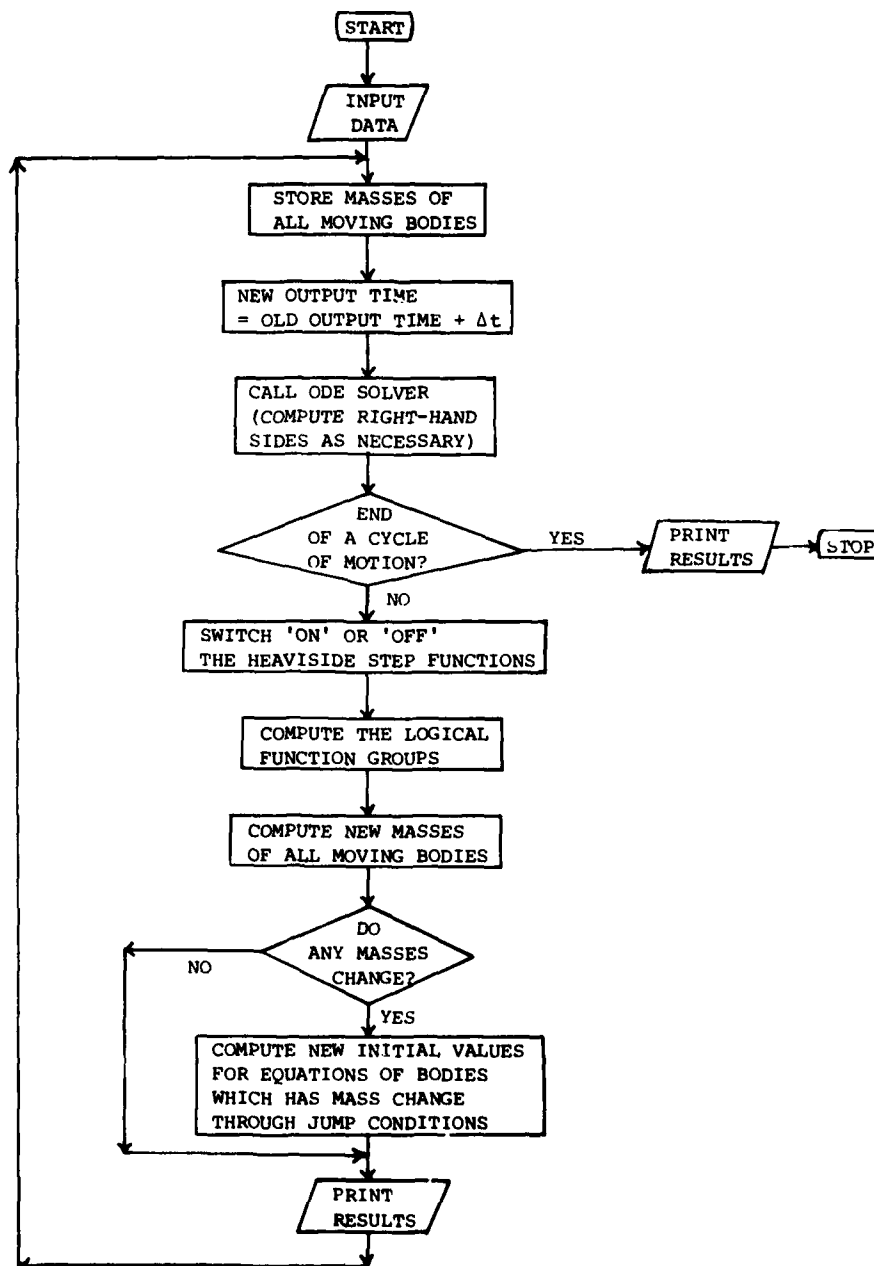 START
INPUT
DATA
STORE MASSES OF
ALL MOVING BODIES
NEW OUTPUT TIME
= OLD OUTPUT TIME + Δt
CALL ODE SOLVER
(COMPUTE RIGHT-HAND
SIDES AS NECESSARY)
END
OF A CYCLE
OF MOTION?
YES
PRINT
RESULTS
STOP
NO
SWITCH 'ON' OR 'OFF'
THE HEAVISIDE STEP FUNCTIONS
COMPUTE THE LOGICAL
FUNCTION GROUPS
COMPUTE NEW MASSES
OF ALL MOVING BODIES
DO
ANY MASSES
CHANGE?
NO
YES
COMPUTE NEW INITIAL VALUES
FOR EQUATIONS OF BODIES
WHICH HAS MASS CHANGE
THROUGH JUMP CONDITIONS
PRINT
RESULTS